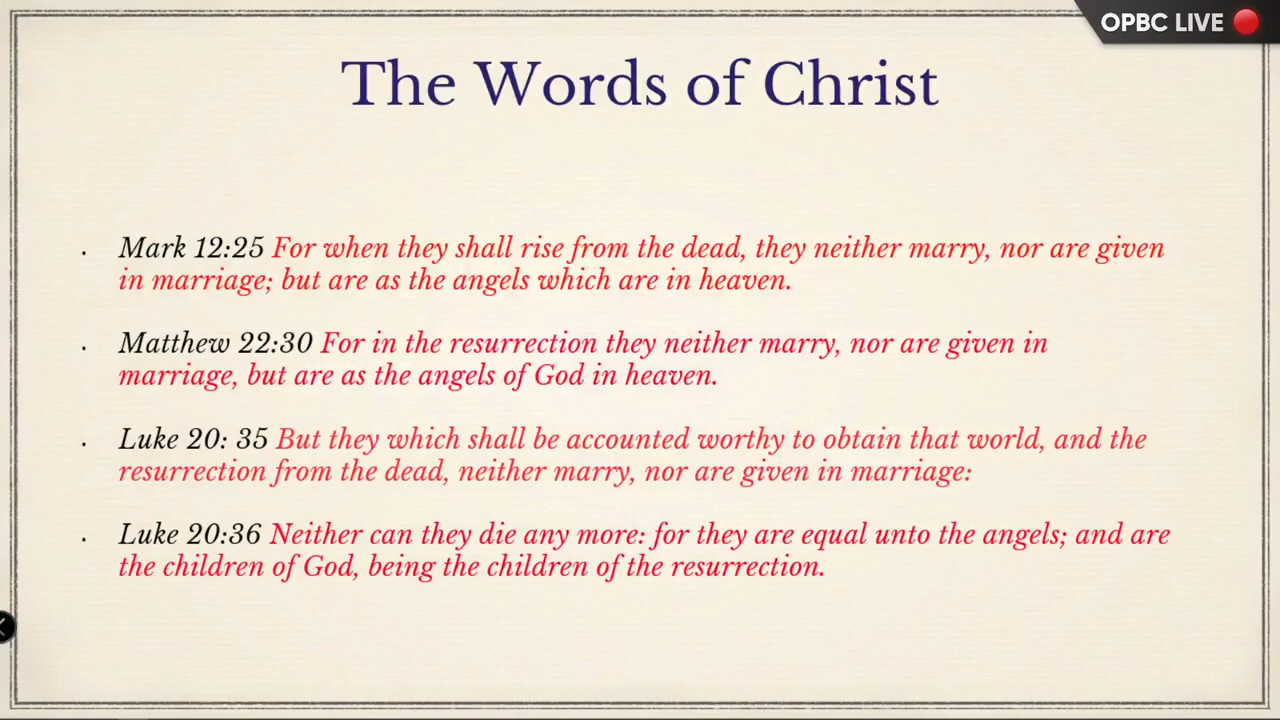 OPBC LIVE
The Words of Christ
Mark 12:25 For when they shall rise from the dead, they neither marry, nor are given
in marriage; but are as the angels which are in heaven.
Matthew 22:30 For in the resurrection they neither marry, nor are given in
marriage, but are as the angels of God in heaven.
Luke 20: 35 But they which shall be accounted worthy to obtain that world, and the
resurrection from the dead, neither marry, nor are given in marriage:
Luke 20:36 Neither can they die any more: for they are equal unto the angels; and are
the children of God, being the children of the resurrection.